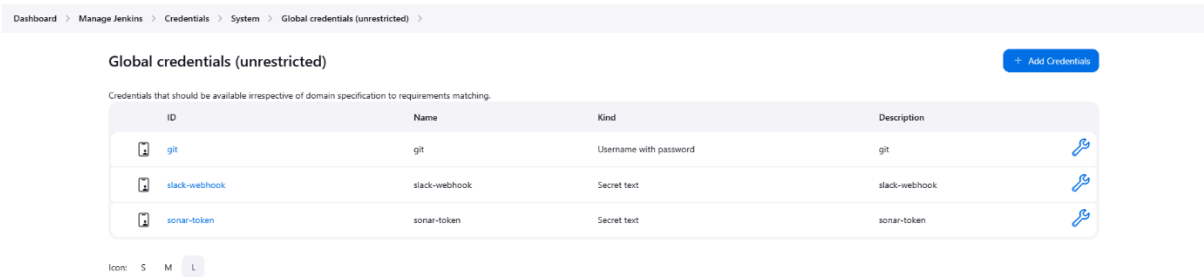 Dashboard > Manage Jenkins > Credentials > System > Global credentials (unrestricted) >
Global credentials (unrestricted)
+ Add Credentials
Credentials that should be available irrespective of domain specification to requirements matching.
ID Name Kind Description
git git Username with password git
slack-webhook slack-webhook Secret text slack-webhook
sonar-token sonar-token Secret text sonar-token
Icon: S M L